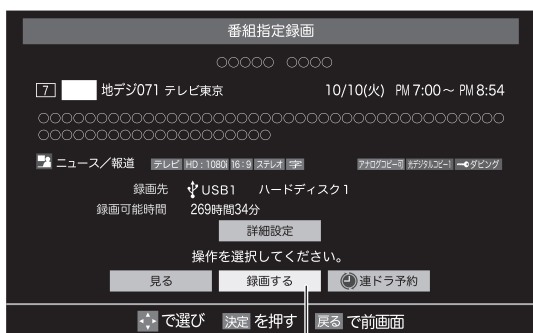 番組指定録画
○○○○○ ○○○○
7 地デジ071 テレビ東京 10/10(火) PM 7:00~ PM 8:54
○○○○○○○○○○○○○○○○○○○○○○○○○○○○○○○○○○○○○○○○
○○○○○○○○○○○○○○○○○○○○
ニュース/報道 テレビ HD:1080i 16:9 ステレオ 字 アナログコピー可 光デジタルコピー1 ダビング
録画先 USB1 ハードディスク1
録画可能時間 269時間34分
詳細設定
操作を選択してください。
見る 録画する 連ドラ予約
で選び 決定 を押す 戻る で前画面